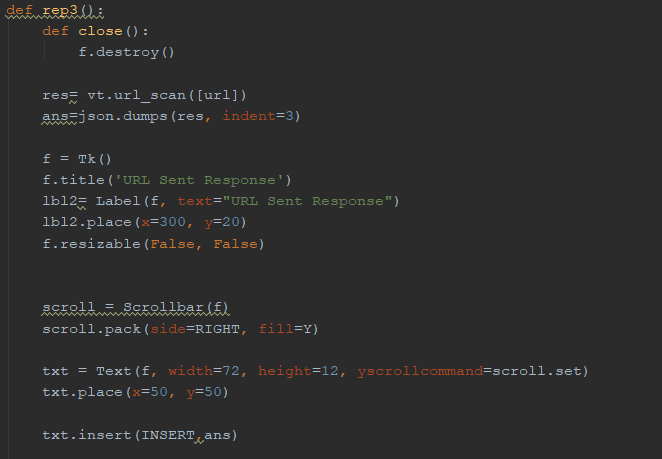 def rep3():
    def close():
        f.destroy()
    res= vt.url_scan([url])
    ans=json.dumps(res, indent=3)
    f = Tk()
    f.title('URL Sent Response')
    lbl2= Label(f, text="URL Sent Response")
    lbl2.place(x=300, y=20)
    f.resizable(False, False)
    scroll = Scrollbar(f)
    scroll.pack(side=RIGHT, fill=Y)
    txt = Text(f, width=72, height=12, yscrollcommand=scroll.set)
    txt.place(x=50, y=50)
    txt.insert(INSERT,ans)